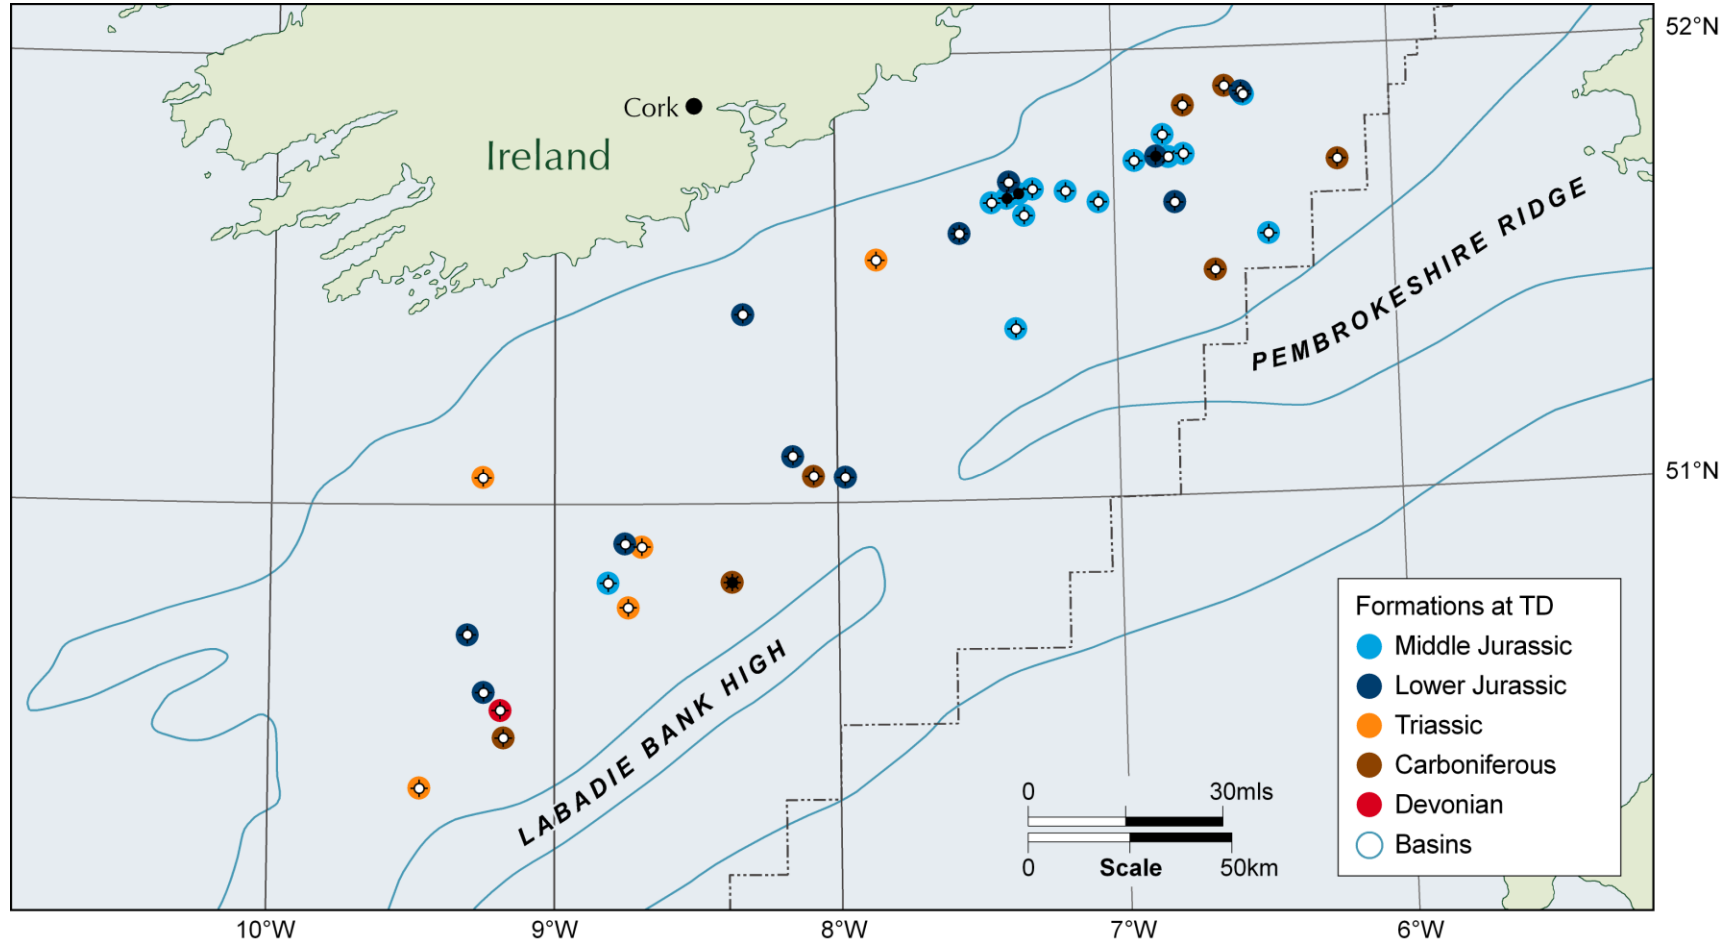 52°N
Cork
Ireland
PEMBROKESHIRE RIDGE
51°N
LABADIE BANK HIGH
Formations at TD
Middle Jurassic
Lower Jurassic
Triassic
Carboniferous
Devonian
Basins
0 30mls
0 Scale 50km
10°W 9°W 8°W 7°W 6°W